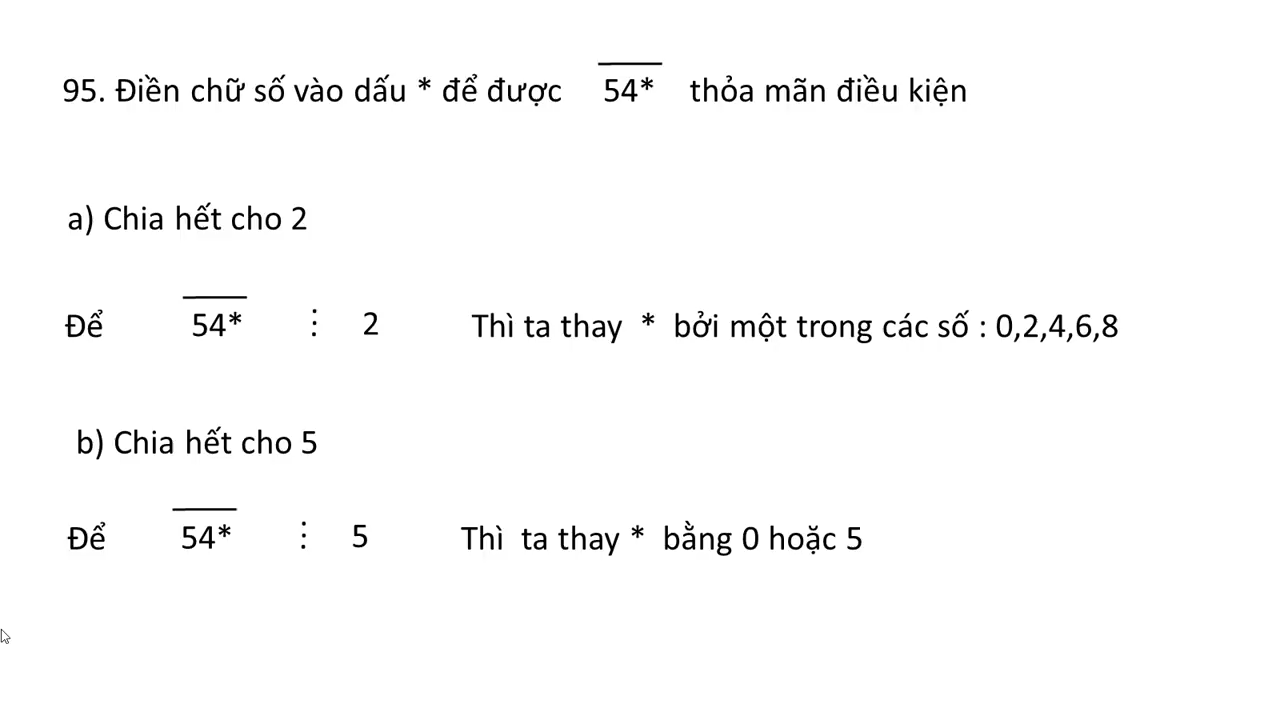 95. Điền chữ số vào dấu * để được 54* thỏa mãn điều kiện
a) Chia hết cho 2
Để 54* ⋮ 2 Thì ta thay * bởi một trong các số : 0,2,4,6,8
b) Chia hết cho 5
Để 54* ⋮ 5 Thì ta thay * bằng 0 hoặc 5